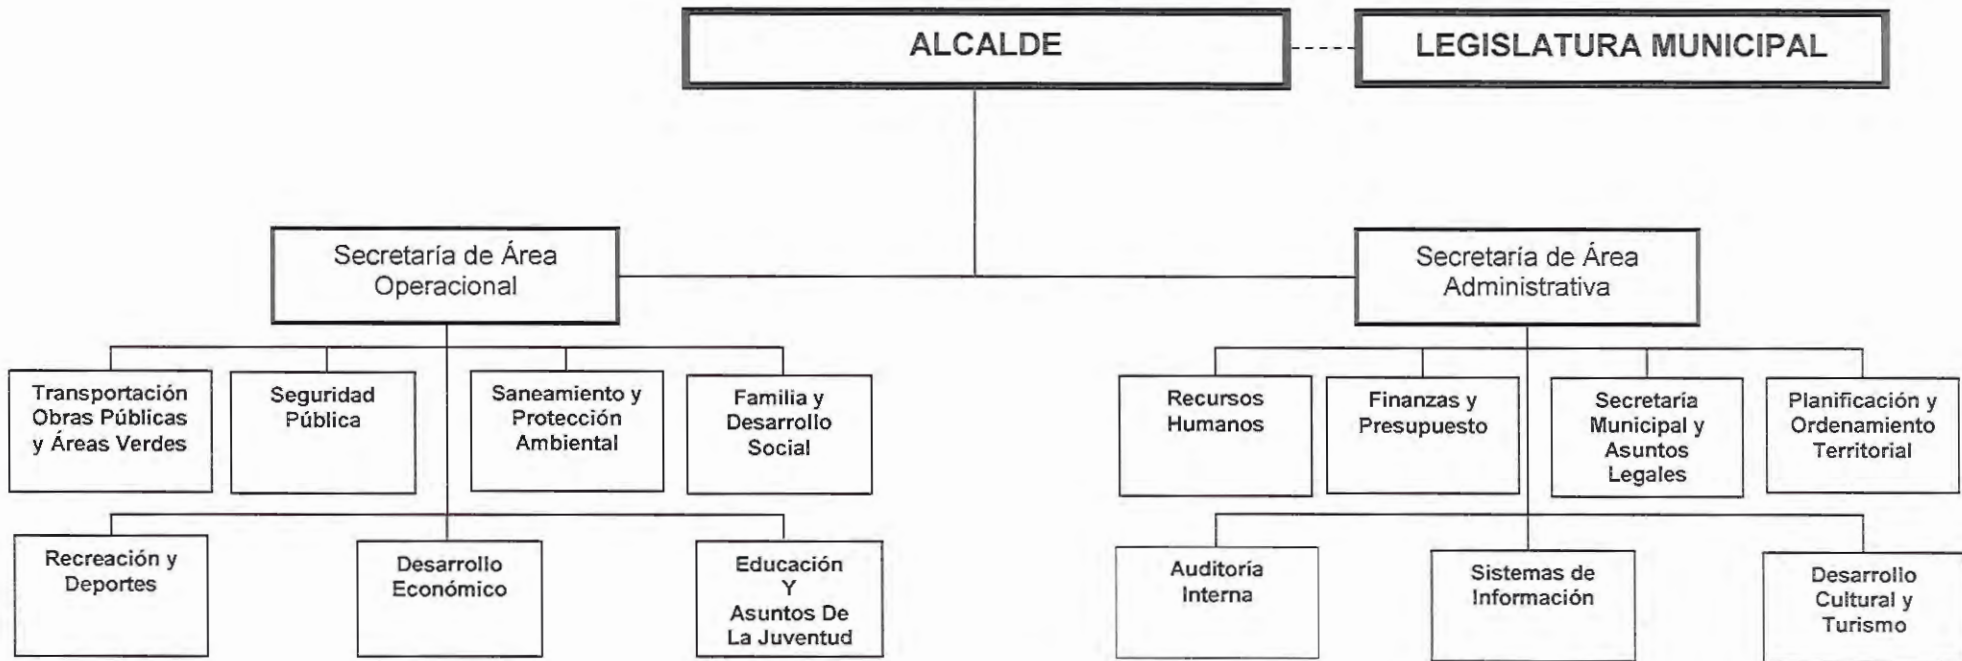 ALCALDE
LEGISLATURA MUNICIPAL
Secretaría de Área
Operacional
Secretaría de Área
Administrativa
Transportación
Obras Públicas
y Áreas Verdes
Seguridad
Pública
Saneamiento y
Protección
Ambiental
Familia y
Desarrollo
Social
Recursos
Humanos
Finanzas y
Presupuesto
Secretaría
Municipal y
Asuntos
Legales
Planificación y
Ordenamiento
Territorial
Recreación y
Deportes
Desarrollo
Económico
Educación
Y
Asuntos De
La Juventud
Auditoría
Interna
Sistemas de
Información
Desarrollo
Cultural y
Turismo